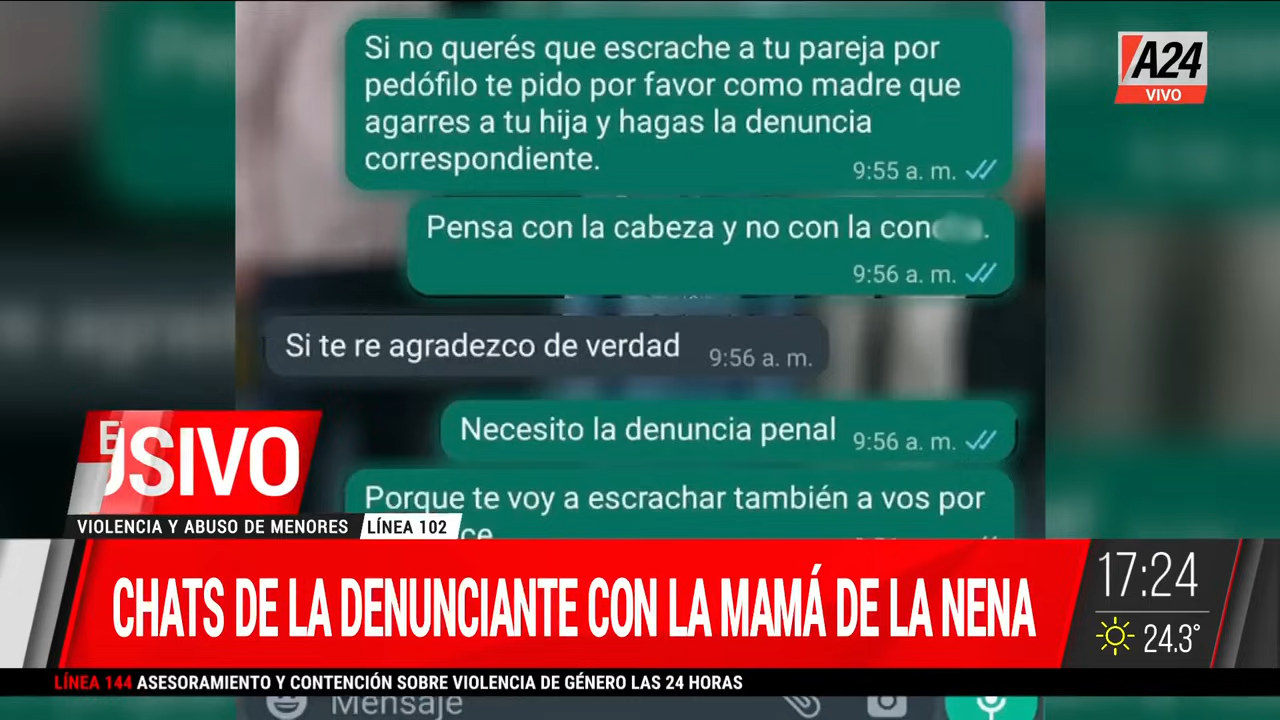 Si no querés que escrache a tu pareja por
pedófilo te pido por favor como madre que
agarres a tu hija y hagas la denuncia
correspondiente.
9:55 a. m.
Pensa con la cabeza y no con la
9:56 a. m.
Si te re agradezco de verdad
9:56 a. m.
Necesito la denuncia penal
9:56 a. m.
Porque te voy a escrachar también a vos por
A24
VIVO
USIVO
VIOLENCIA Y ABUSO DE MENORES
LÍNEA 102
CHATS DE LA DENUNCIANTE CON LA MAMÁ DE LA NENA
17:24
24.3°
LÍNEA 144 ASESORAMIENTO Y CONTENCIÓN SOBRE VIOLENCIA DE GÉNERO LAS 24 HORAS
Mensaje